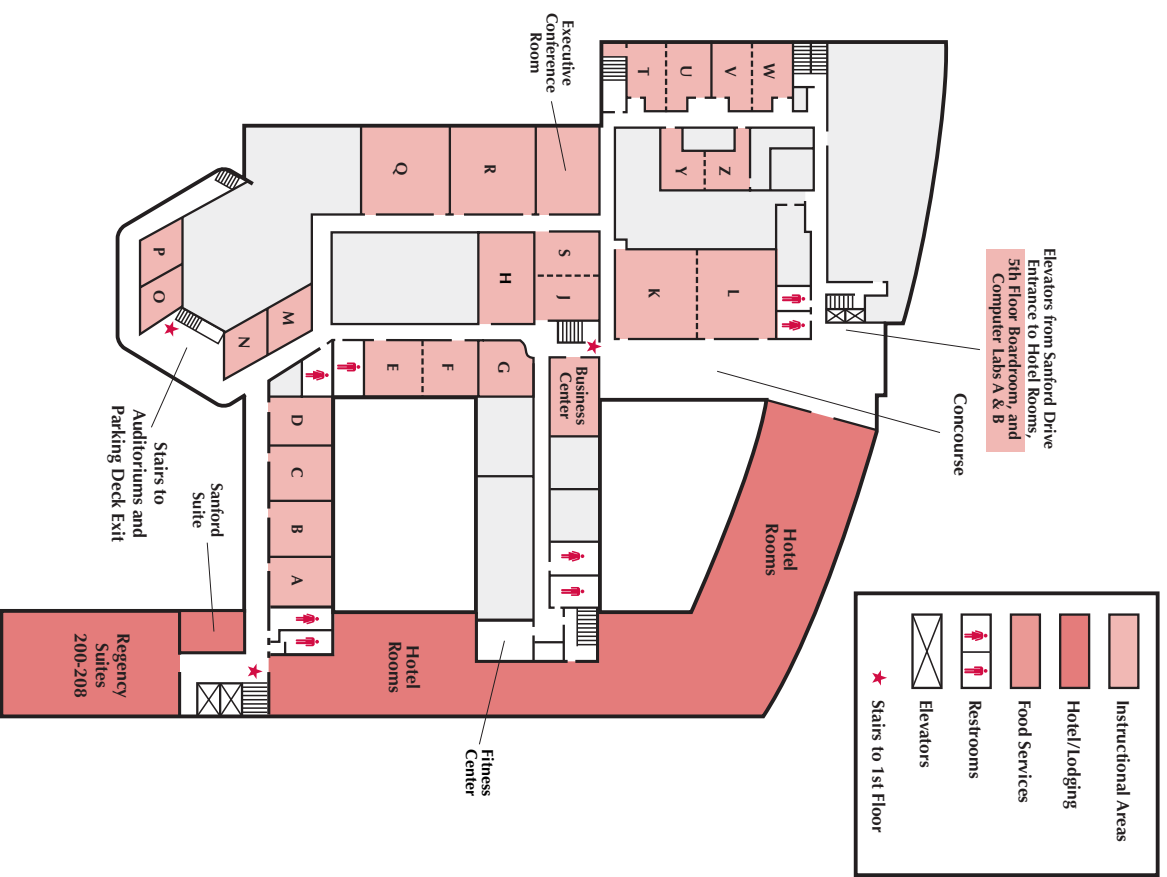 Elevators from Sanford Drive
Entrance to Hotel Rooms,
5th Floor Boardroom, and
Computer Labs A & B
Concourse
W
V
U
T
Z
Y
L
K
Executive
Conference
Room
R
Q
S
J
H
G
F
E
Business
Center
M
N
O
P
D
C
B
A
Stairs to
Auditoriums and
Parking Deck Exit
Sanford
Suite
Regency
Suites
200-208
Hotel
Rooms
Hotel
Rooms
Fitness
Center
Instructional Areas
Hotel/Lodging
Food Services
Restrooms
Elevators
Stairs to 1st Floor